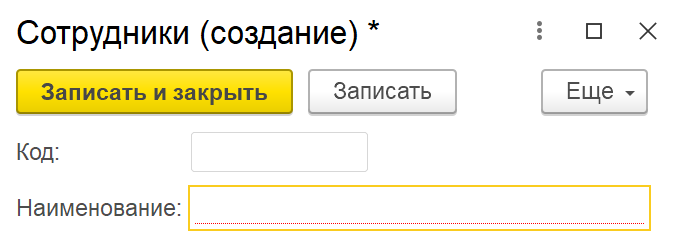 Сотрудники (создание) *
Записать и закрыть Записать Еще
Код:
Наименование: